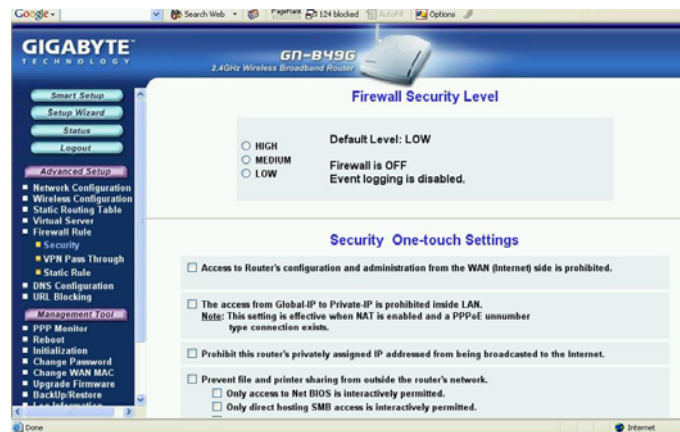 Google
Search Web
PageRank
124 blocked
AutoFill
Options
GIGABYTE
TECHNOLOGY
GN-B49G
2.4GHz Wireless Broadband Router
Smart Setup
Setup Wizard
Status
Logout
Advanced Setup
Network Configuration
Wireless Configuration
Static Routing Table
Virtual Server
Firewall Rule
Security
VPN Pass Through
Static Rule
DNS Configuration
URL Blocking
Management Tool
PPP Monitor
Reboot
Initialization
Change Password
Change WAN MAC
Upgrade Firmware
BackUp/Restore
Log Information
Firewall Security Level
HIGH
MEDIUM
LOW
Default Level: LOW
Firewall is OFF
Event logging is disabled.
Security One-touch Settings
Access to Router's configuration and administration from the WAN (Internet) side is prohibited.
The access from Global-IP to Private-IP is prohibited inside LAN.
Note: This setting is effective when NAT is enabled and a PPPoE unnumber
type connection exists.
Prohibit this router's privately assigned IP addressed from being broadcasted to the Internet.
Prevent file and printer sharing from outside the router's network.
Only access to Net BIOS is interactively permitted.
Only direct hosting SMB access is interactively permitted.
Done
Internet